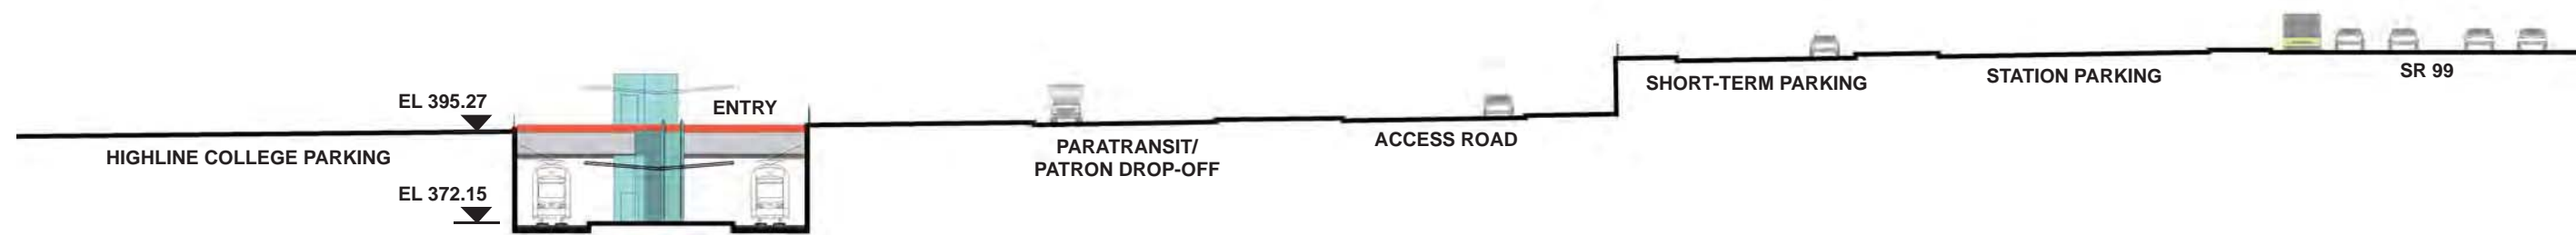 EL 395.27
ENTRY
HIGHLINE COLLEGE PARKING
EL 372.15
PARATRANSIT/
PATRON DROP-OFF
ACCESS ROAD
SHORT-TERM PARKING
STATION PARKING
SR 99